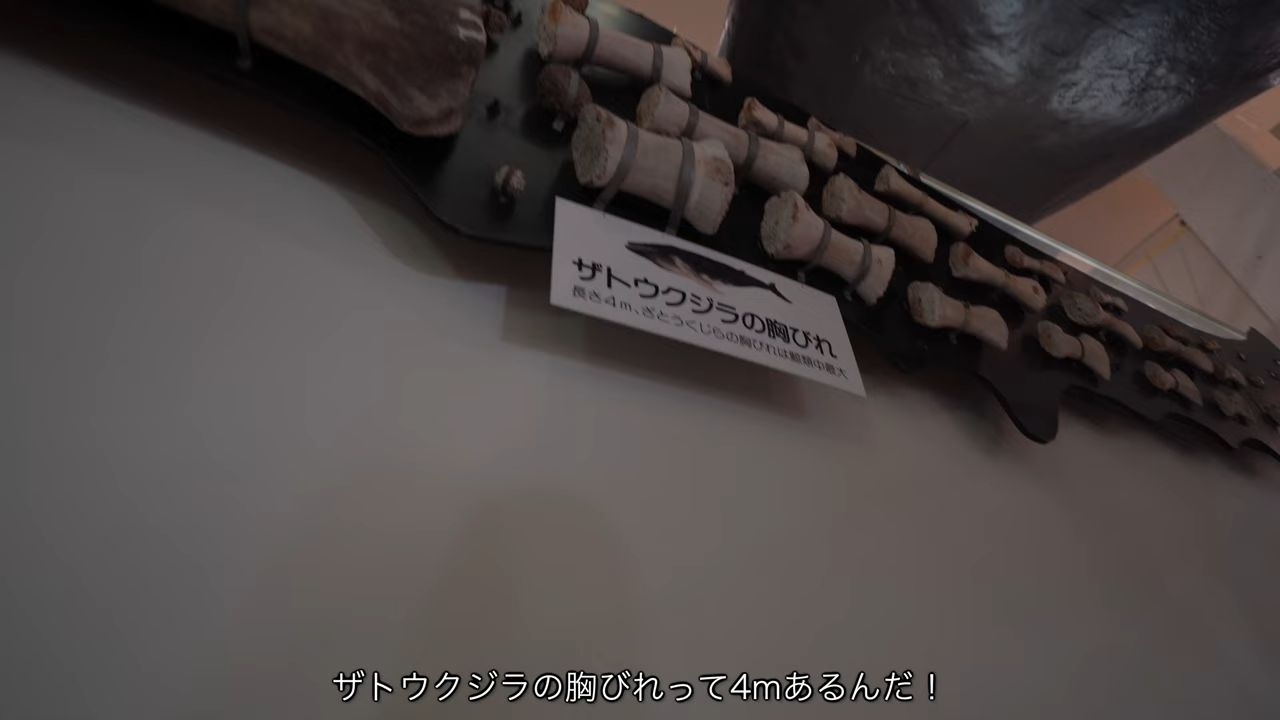 ザトウクジラの胸びれ
長さ4m、ざとうくじらの胸びれは鯨類中最大
ザトウクジラの胸びれって4mあるんだ！